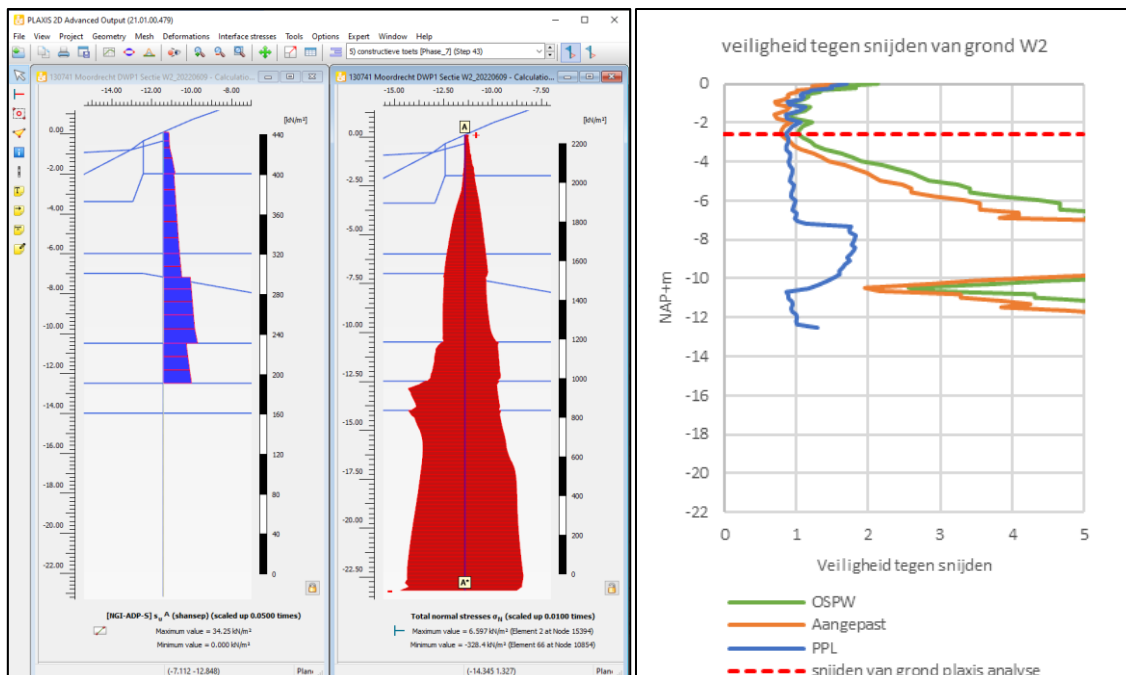 PLAXIS 2D Advanced Output (21.01.00.479)
File View Project Geometry Mesh Deformations Interface stresses Tools Options Expert Window Help
5) constructieve toets [Phase_7] (Step 43)
130741 Moordrecht DWP1 Sectie W2_20220609 - Calculatio...
-12.00 -10.00 -8.00
[kN/m²]
0.00
-2.00
-4.00
-6.00
-8.00
-10.00
-12.00
-14.00
-16.00
-18.00
-20.00
-22.00
440
400
360
320
280
240
200
160
120
80
40
0
[NGI-ADP-S] s u A (shansep) (scaled up 0.0500 times)
Maximum value = 34.25 kN/m²
Minimum value = 0.000 kN/m²
(-7.112 -12.848)
Plan
130741 Moordrecht DWP1 Sectie W2_20220609 - Calculatio...
-15.00 -12.50 -10.00 -7.50
[kN/m²]
A
0.00
-2.50
-5.00
-7.50
-10.00
-12.50
-15.00
-17.50
-20.00
-22.50
2200
2000
1800
1600
1400
1200
1000
800
600
400
200
0
A*
Total normal stresses σN (scaled up 0.0100 times)
Maximum value = 6.597 kN/m² (Element 2 at Node 15394)
Minimum value = -328.4 kN/m² (Element 66 at Node 10854)
(-14.345 1.327)
Plan
veiligheid tegen snijden van grond W2
NAP+m
0
-2
-4
-6
-8
-10
-12
-14
-16
-18
-20
-22
0 1 2 3 4 5
Veiligheid tegen snijden
OSPW
Aangepast
PPL
snijden van grond plaxis analyse